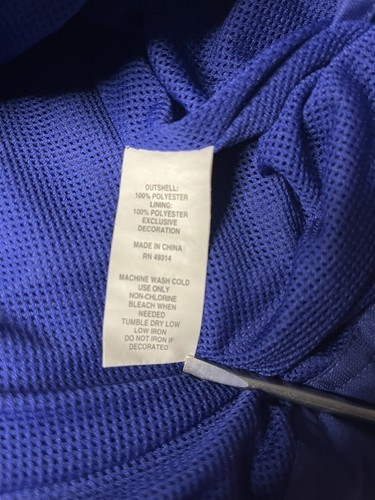 OUTSHELL:
100% POLYESTER
LINING:
100% POLYESTER
EXCLUSIVE
DECORATION
MADE IN CHINA
RN 49314
MACHINE WASH COLD
USE ONLY
NON-CHLORINE
BLEACH WHEN
NEEDED
TUMBLE DRY LOW
LOW IRON
DO NOT IRON IF
DECORATED